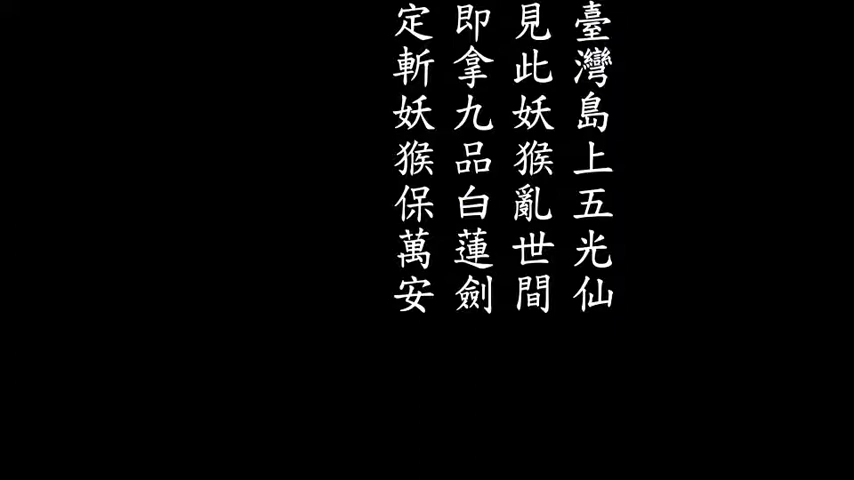 臺灣島上五光仙
見此妖猴亂世間
即拿九品白蓮劍
定斬妖猴保萬安